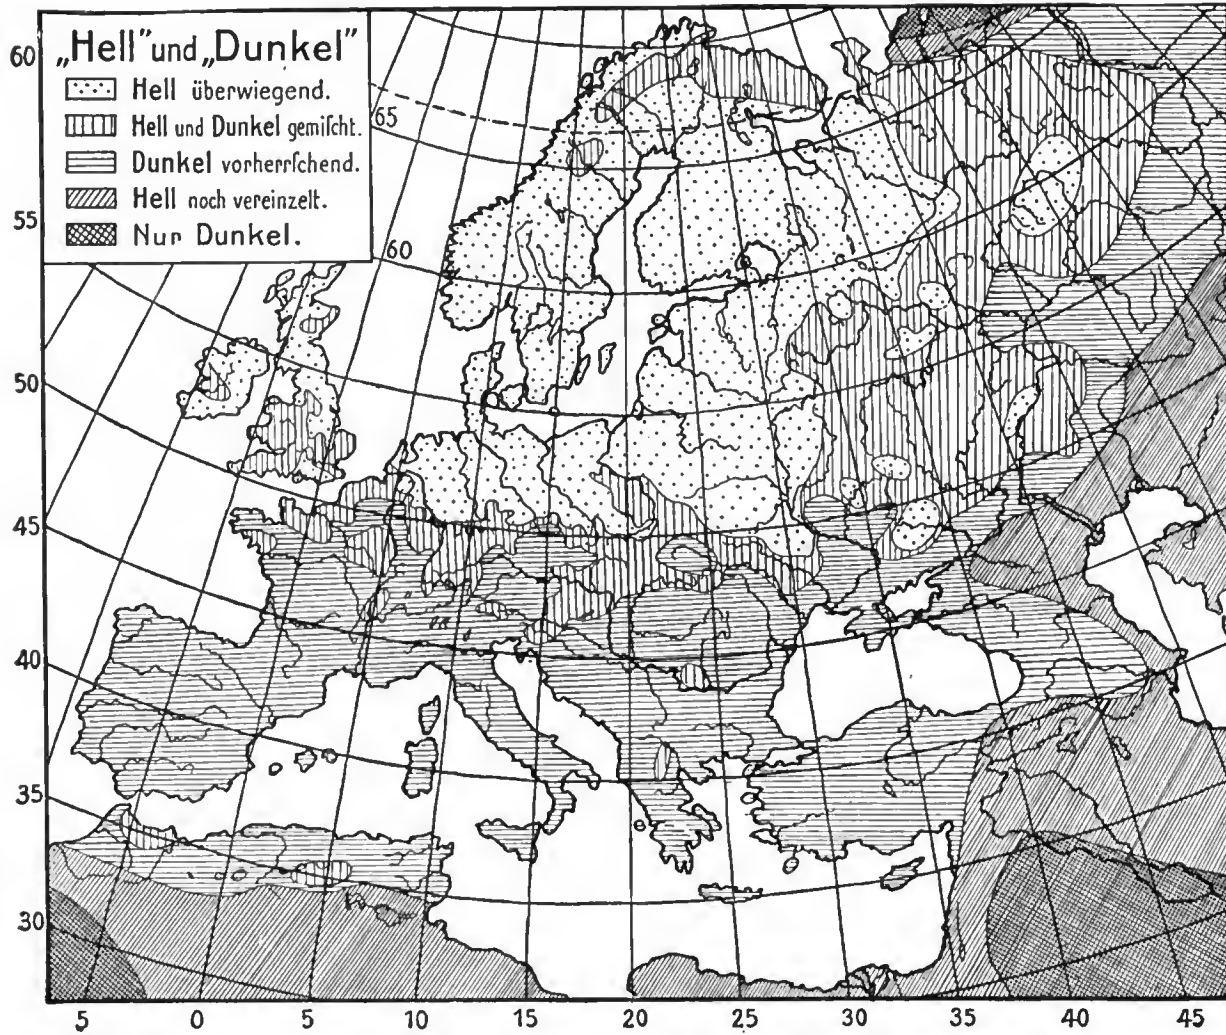 „Hell" und „Dunkel"
Hell überwiegend.
Hell und Dunkel gemiſcht.
Dunkel vorherrſchend.
Hell noch vereinzelt.
Nur Dunkel.
60
55
50
45
40
35
30
65
60
5 0 5 10 15 20 25 30 35 40 45